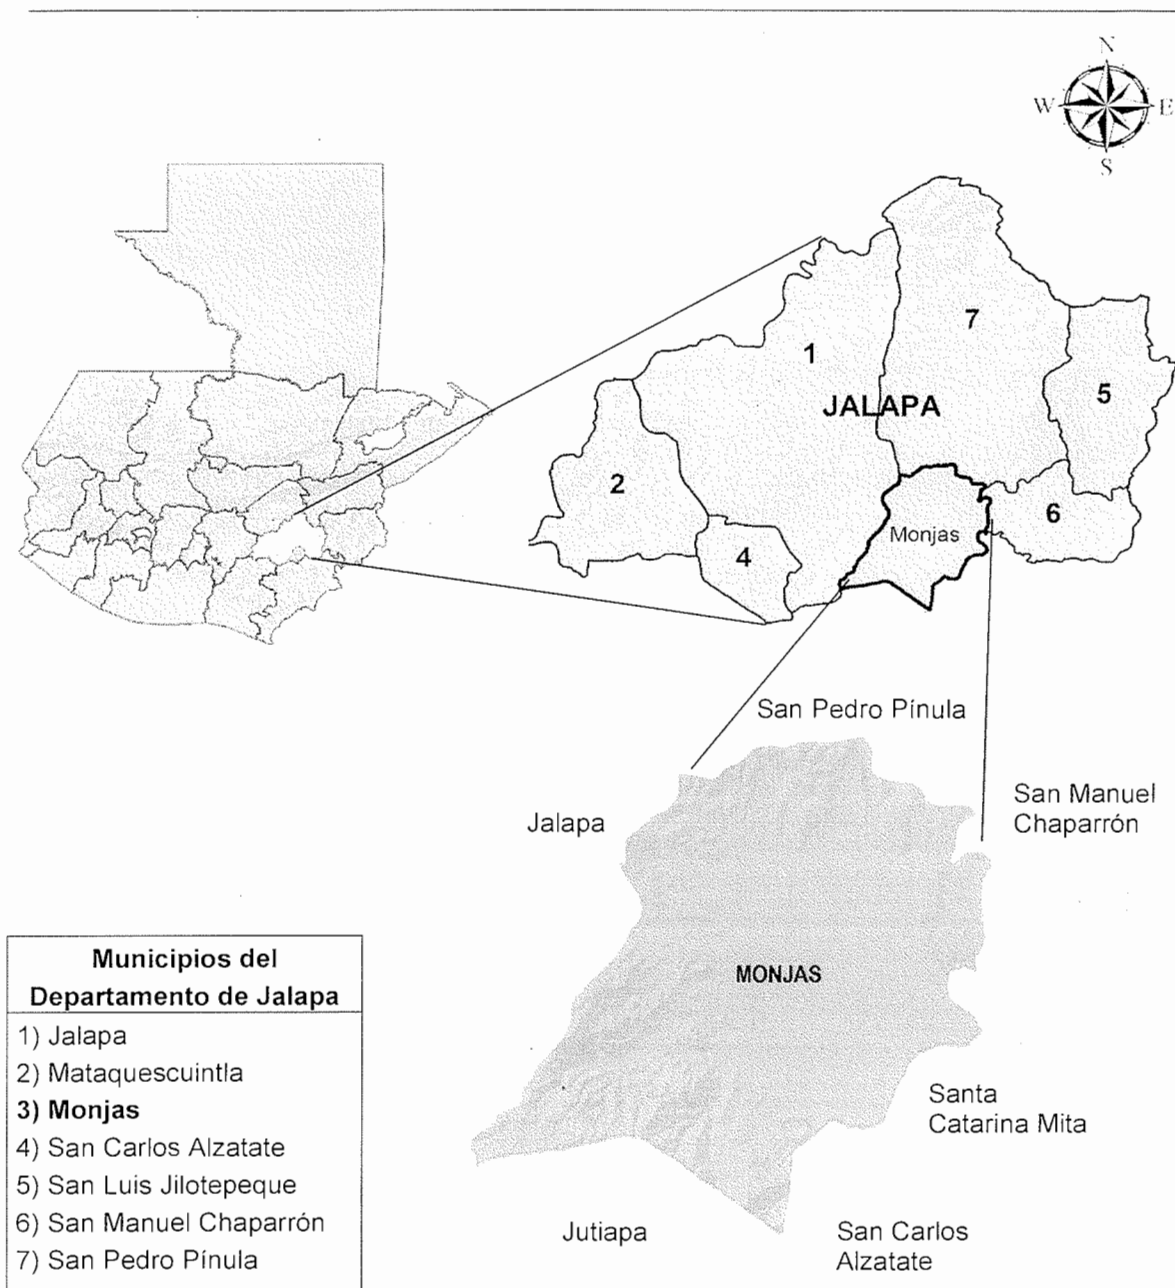 N
W E
S
7
1
JALAPA
5
2
6
Monjas
4
San Pedro Pínula
San Manuel
Chaparrón
Jalapa
MONJAS
Municipios del
Departamento de Jalapa
1) Jalapa
2) Mataquescuintla
3) Monjas
4) San Carlos Alzatate
5) San Luis Jilotepeque
6) San Manuel Chaparrón
7) San Pedro Pínula
Santa
Catarina Mita
Jutiapa
San Carlos
Alzatate